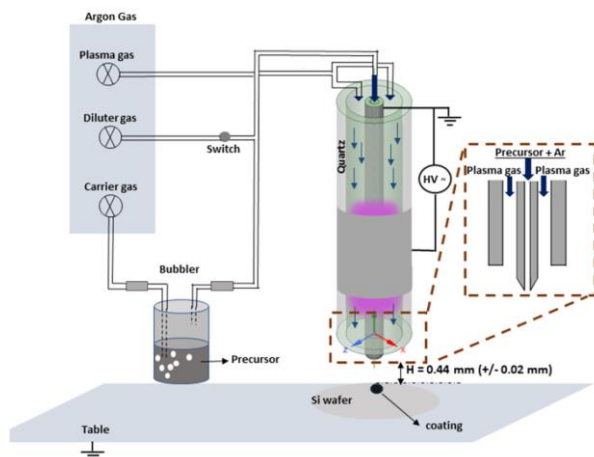 Argon Gas
Plasma gas
Diluter gas
Switch
Carrier gas
Bubbler
Precursor
Quartz
HV ~
Precursor + Ar
Plasma gas Plasma gas
z
x
H = 0.44 mm (+/- 0.02 mm)
Si wafer
coating
Table